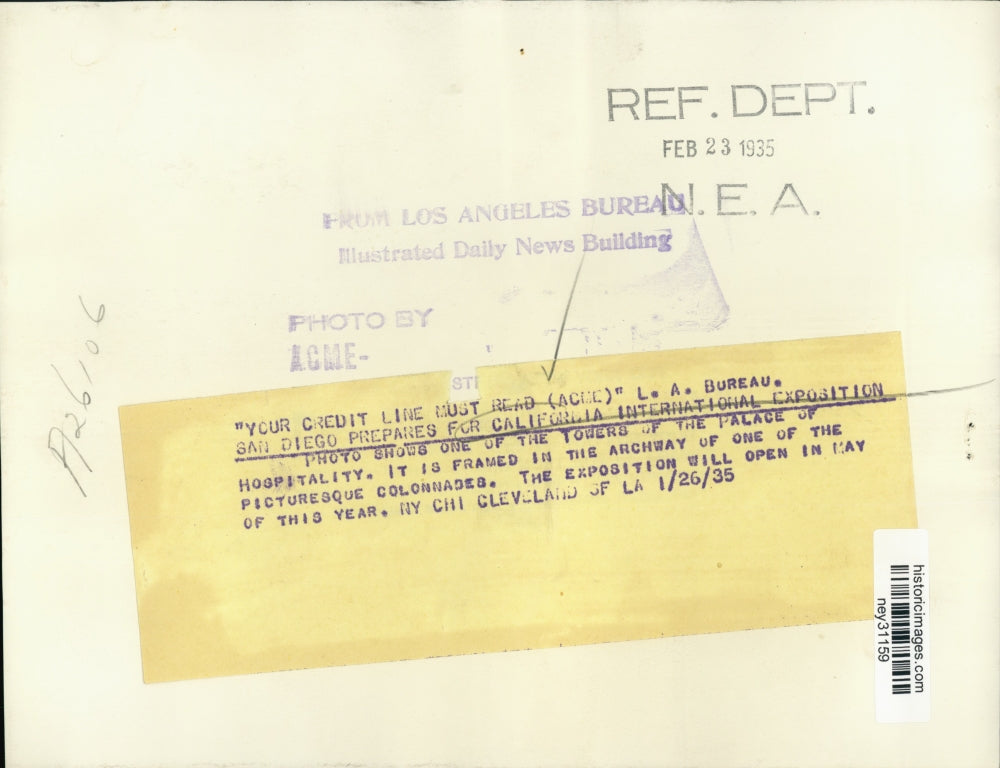 REF. DEPT.
FEB 23 1935
N.E.A.
FROM LOS ANGELES BUREAU
Illustrated Daily News Building
PHOTO BY
ACME-
"YOUR CREDIT LINE MUST READ (ACME)" L. A. BUREAU.
SAN DIEGO PREPARES FOR CALIFORNIA INTERNATIONAL EXPOSITION
PHOTO SHOWS ONE OF THE TOWERS OF THE PALACE OF
HOSPITALITY. IT IS FRAMED IN THE ARCHWAY OF ONE OF THE
PICTURESQUE COLONNADES. THE EXPOSITION WILL OPEN IN MAY
OF THIS YEAR. NY CHI CLEVELAND SF LA 1/26/35
historicimages.com
ney31159